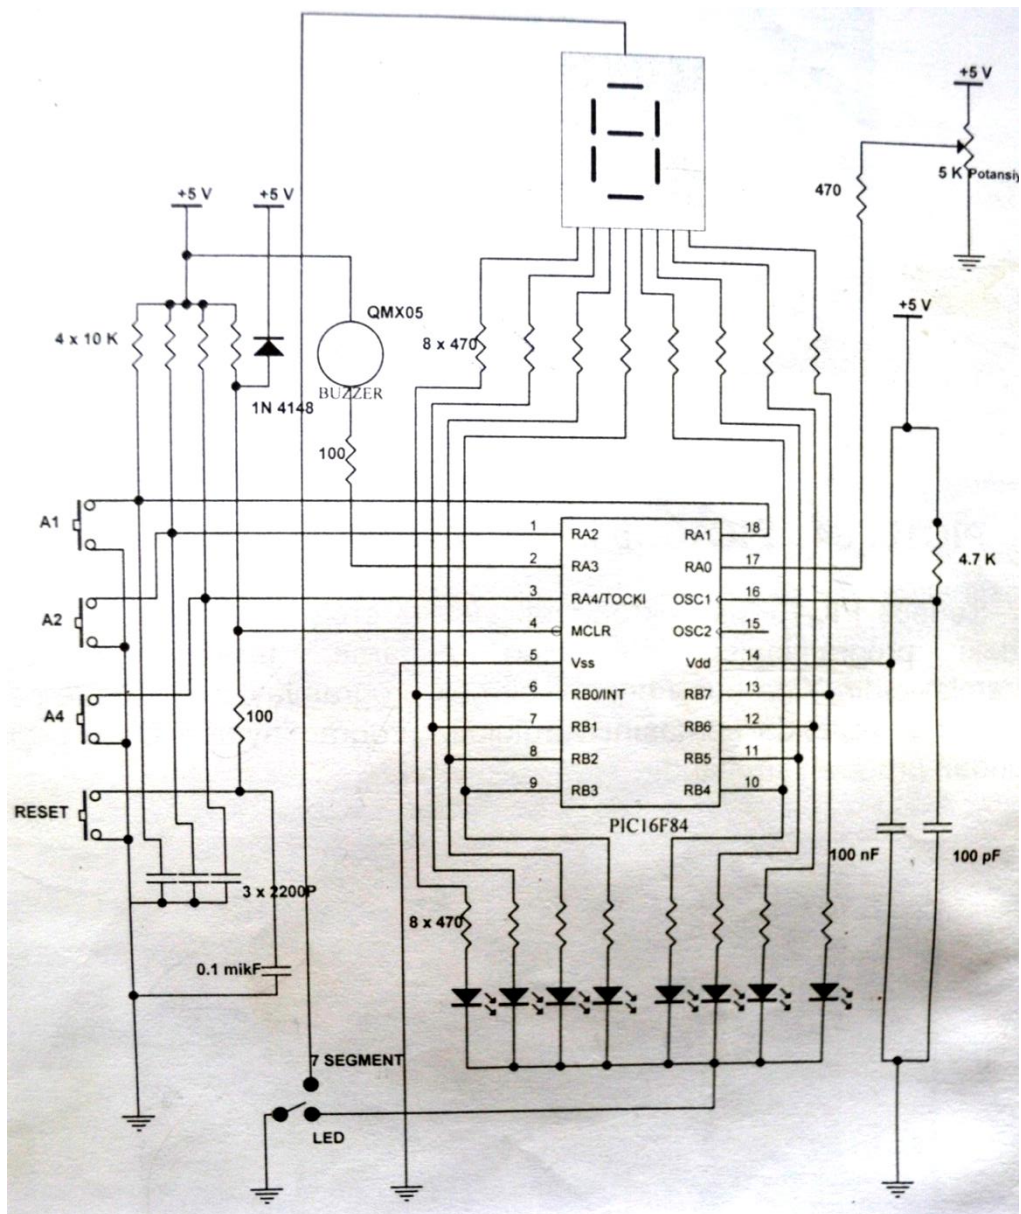 +5 V
5 K Potansiy
470
+5 V
+5 V
+5 V
QMX05
BUZZER
4 x 10 K
1N 4148
8 x 470
100
A1
A2
A4
RESET
1
2
3
4
5
6
7
8
9
RA2
RA3
RA4/TOCKI
MCLR
Vss
RB0/INT
RB1
RB2
RB3
RA1
RA0
OSC1
OSC2
Vdd
RB7
RB6
RB5
RB4
18
17
16
15
14
13
12
11
10
PIC16F84
4.7 K
100
100 nF
100 pF
3 x 2200P
8 x 470
0.1 mikF
7 SEGMENT
LED